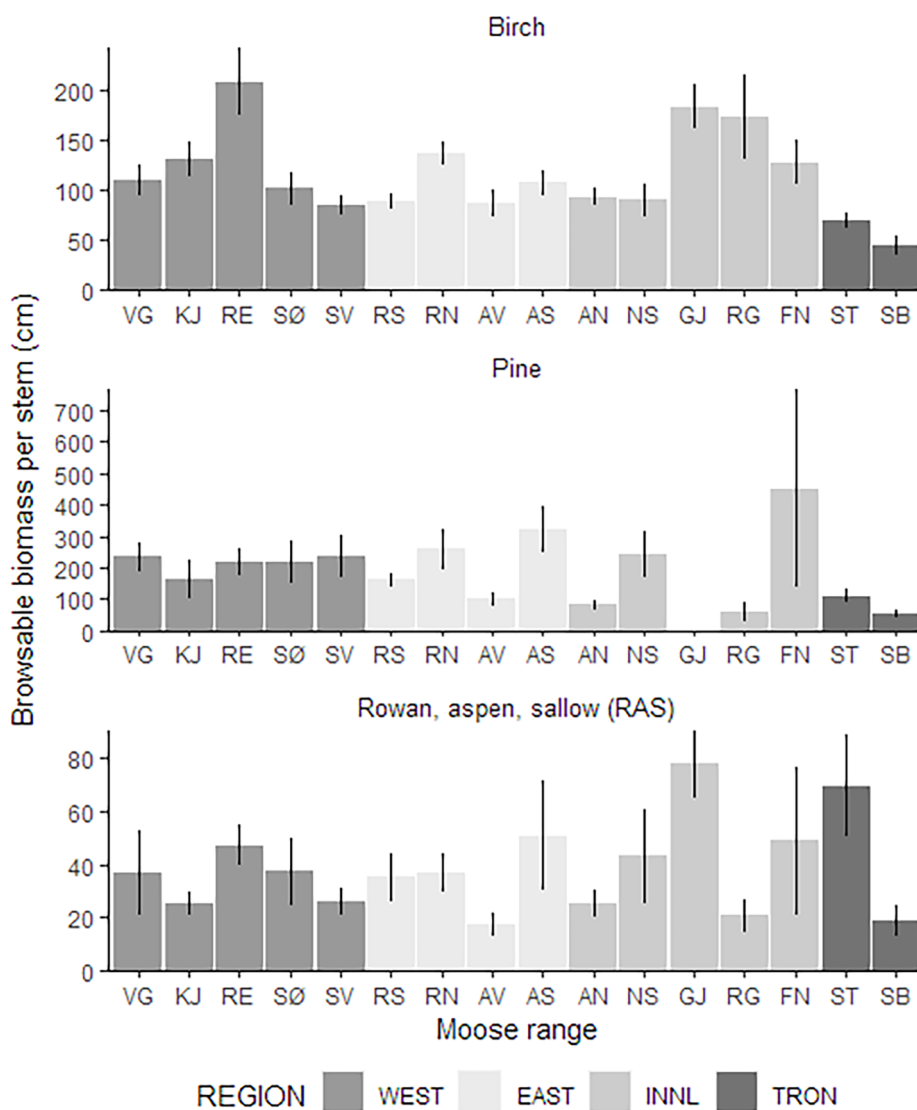 Birch
Browsable biomass per stem (cm)
200
150
100
50
0
VG KJ RE SØ SV RS RN AV AS AN NS GJ RG FN ST SB
Pine
700
600
500
400
300
200
100
0
VG KJ RE SØ SV RS RN AV AS AN NS GJ RG FN ST SB
Rowan, aspen, sallow (RAS)
80
60
40
20
0
VG KJ RE SØ SV RS RN AV AS AN NS GJ RG FN ST SB
Moose range
REGION WEST EAST INNL TRON